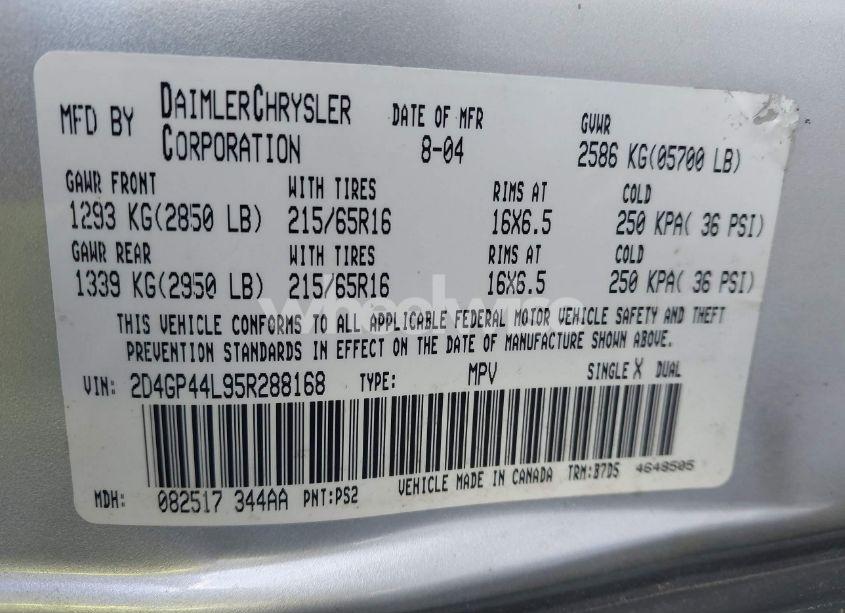 MFD BY DAIMLERCHRYSLER CORPORATION DATE OF MFR 8-04 GVWR 2586 KG(05700 LB)
GAWR FRONT WITH TIRES RIMS AT COLD
1293 KG(2850 LB) 215/65R16 16X6.5 250 KPA( 36 PSI)
GAWR REAR WITH TIRES RIMS AT COLD
1339 KG(2950 LB) 215/65R16 16X6.5 250 KPA( 36 PSI)
THIS VEHICLE CONFORMS TO ALL APPLICABLE FEDERAL MOTOR VEHICLE SAFETY AND THEFT
PREVENTION STANDARDS IN EFFECT ON THE DATE OF MANUFACTURE SHOWN ABOVE.
VIN: 2D4GP44L95R288168 TYPE: MPV SINGLE X DUAL
MDH: 082517 344AA PNT:PS2 VEHICLE MADE IN CANADA TRM:B7D5 4648505